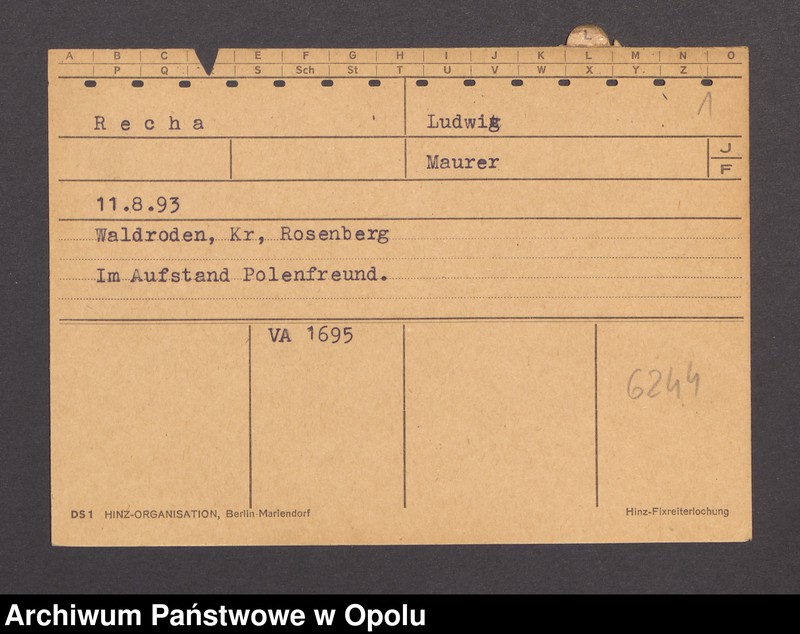 A B C E F G H I J K L M N O
P Q S Sch St T U V W X Y Z
L
1
Recha Ludwig
Maurer J
F
11.8.93
Waldroden, Kr, Rosenberg
Im Aufstand Polenfreund.
VA 1695
6244
DS1 HINZ-ORGANISATION, Berlin-Mariendorf Hinz-Fixreiterlochung
Archiwum Państwowe w Opolu